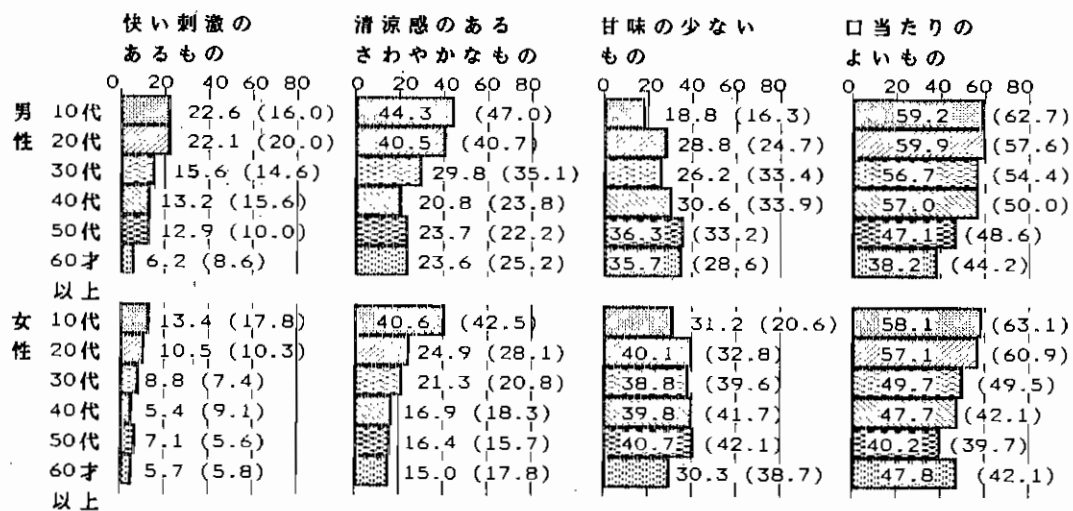 快い刺激の 清涼感のある 甘味の少ない 口当たりの
あるもの さわやかなもの もの よいもの
0 20 40 60 80 0 20 40 60 80 0 20 40 60 80 0 20 40 60 80
男 10代 22.6 (16.0) 44.3 (47.0) 18.8 (16.3) 59.2 (62.7)
性 20代 22.1 (20.0) 40.5 (40.7) 28.8 (24.7) 59.9 (57.6)
30代 15.6 (14.6) 29.8 (35.1) 26.2 (33.4) 56.7 (54.4)
40代 13.2 (15.6) 20.8 (23.8) 30.6 (33.9) 57.0 (50.0)
50代 12.9 (10.0) 23.7 (22.2) 36.3 (33.2) 47.1 (48.6)
60才 6.2 (8.6) 23.6 (25.2) 35.7 (28.6) 38.2 (44.2)
以上
女 10代 13.4 (17.8) 40.6 (42.5) 31.2 (20.6) 58.1 (63.1)
性 20代 10.5 (10.3) 24.9 (28.1) 40.1 (32.8) 57.1 (60.9)
30代 8.8 (7.4) 21.3 (20.8) 38.8 (39.6) 49.7 (49.5)
40代 5.4 (9.1) 16.9 (18.3) 39.8 (41.7) 47.7 (42.1)
50代 7.1 (5.6) 16.4 (15.7) 40.7 (42.1) 40.2 (39.7)
60才 5.7 (5.8) 15.0 (17.8) 30.3 (38.7) 47.8 (42.1)
以上